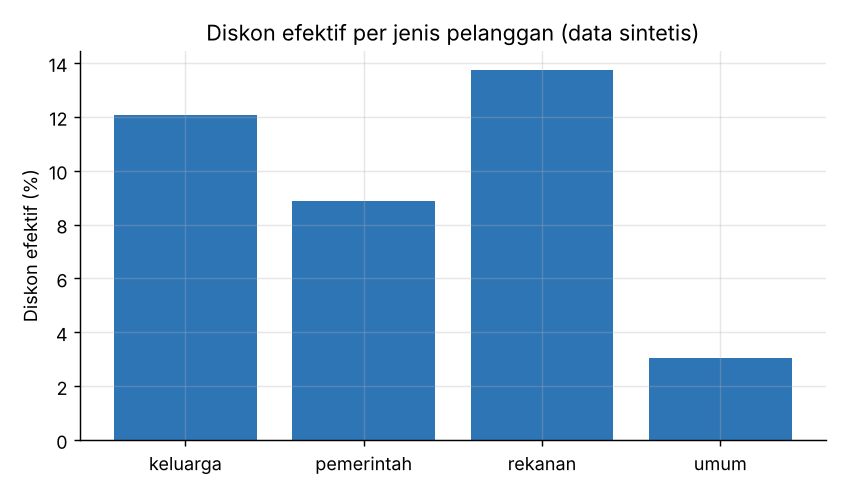 Diskon efektif per jenis pelanggan (data sintetis)
Diskon efektif (%)
14
12
10
8
6
4
2
0
keluarga pemerintah rekanan umum